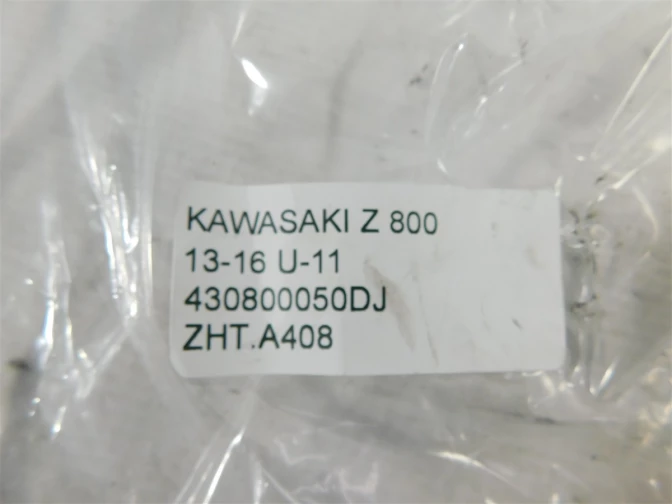 KAWASAKI Z 800
13-16 U-11
430800050DJ
ZHT.A408